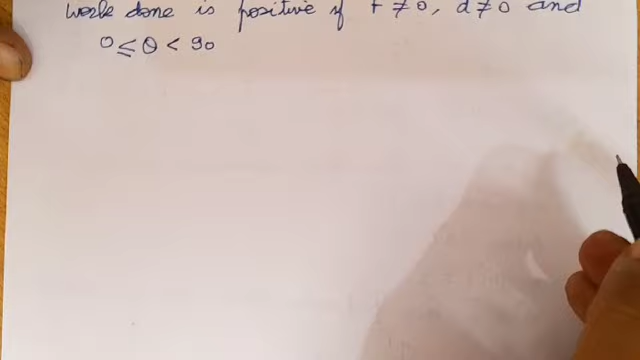 work done is positive if F ≠ 0, d ≠ 0 and
0 ≤ θ < 90